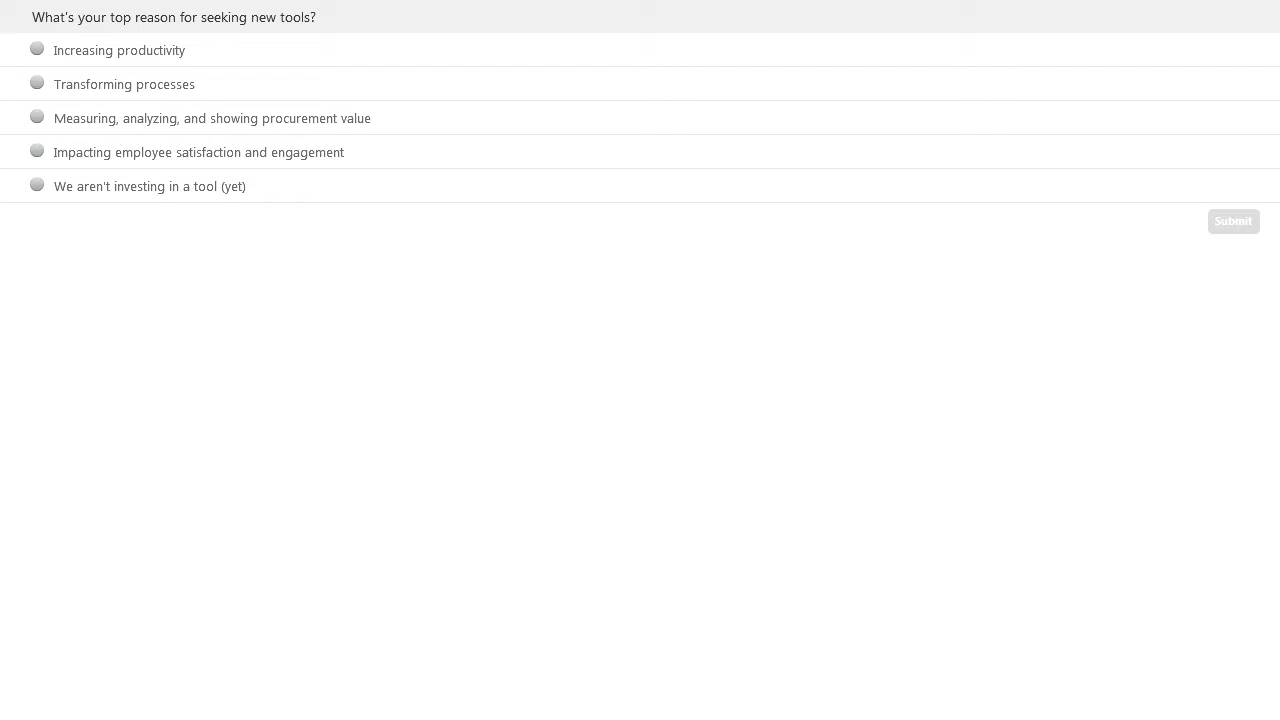 What's your top reason for seeking new tools?
Increasing productivity
Transforming processes
Measuring, analyzing, and showing procurement value
Impacting employee satisfaction and engagement
We aren't investing in a tool (yet)
Submit